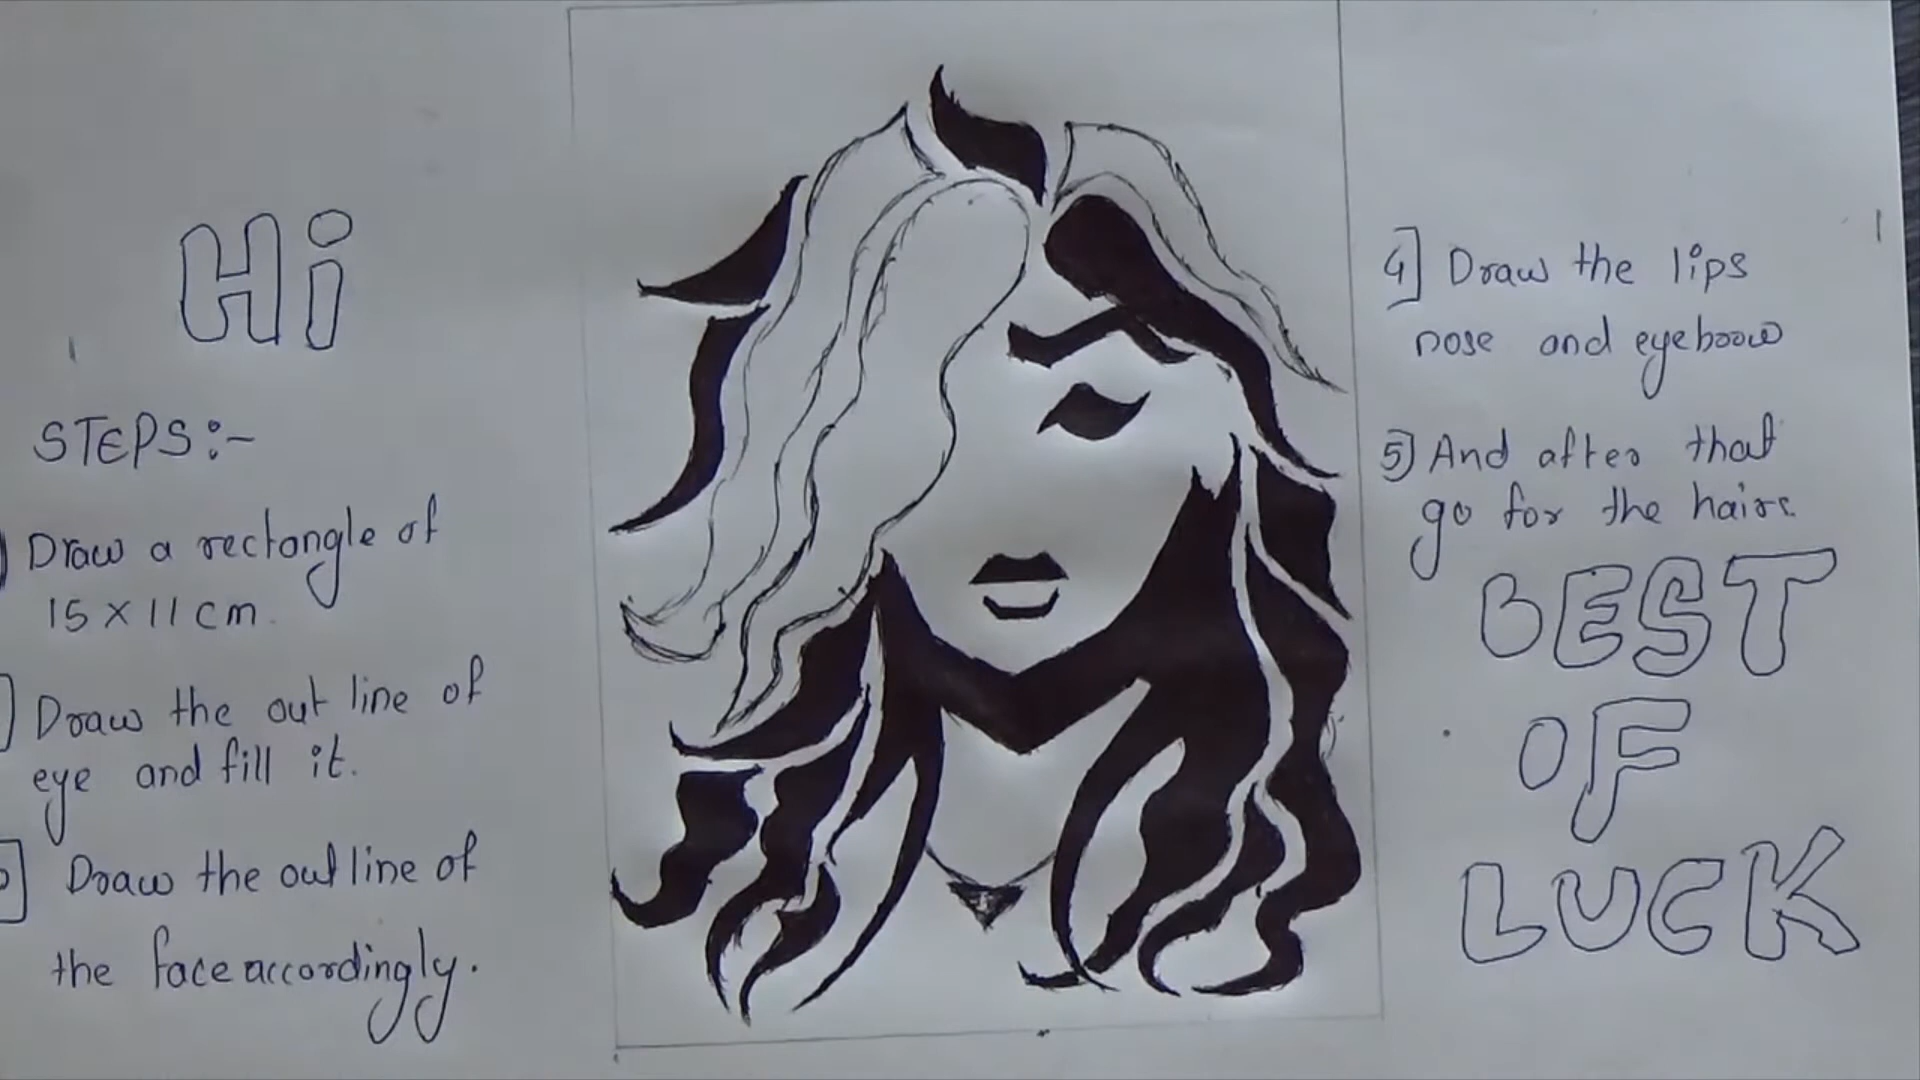 Hi
STEPS:-
Draw a rectangle of
15 x 11 cm.
Draw the out line of
eye and fill it.
Draw the out line of
the face accordingly.
4] Draw the lips
nose and eyebrow
5] And after that
go for the hairs
BEST
OF
LUCK